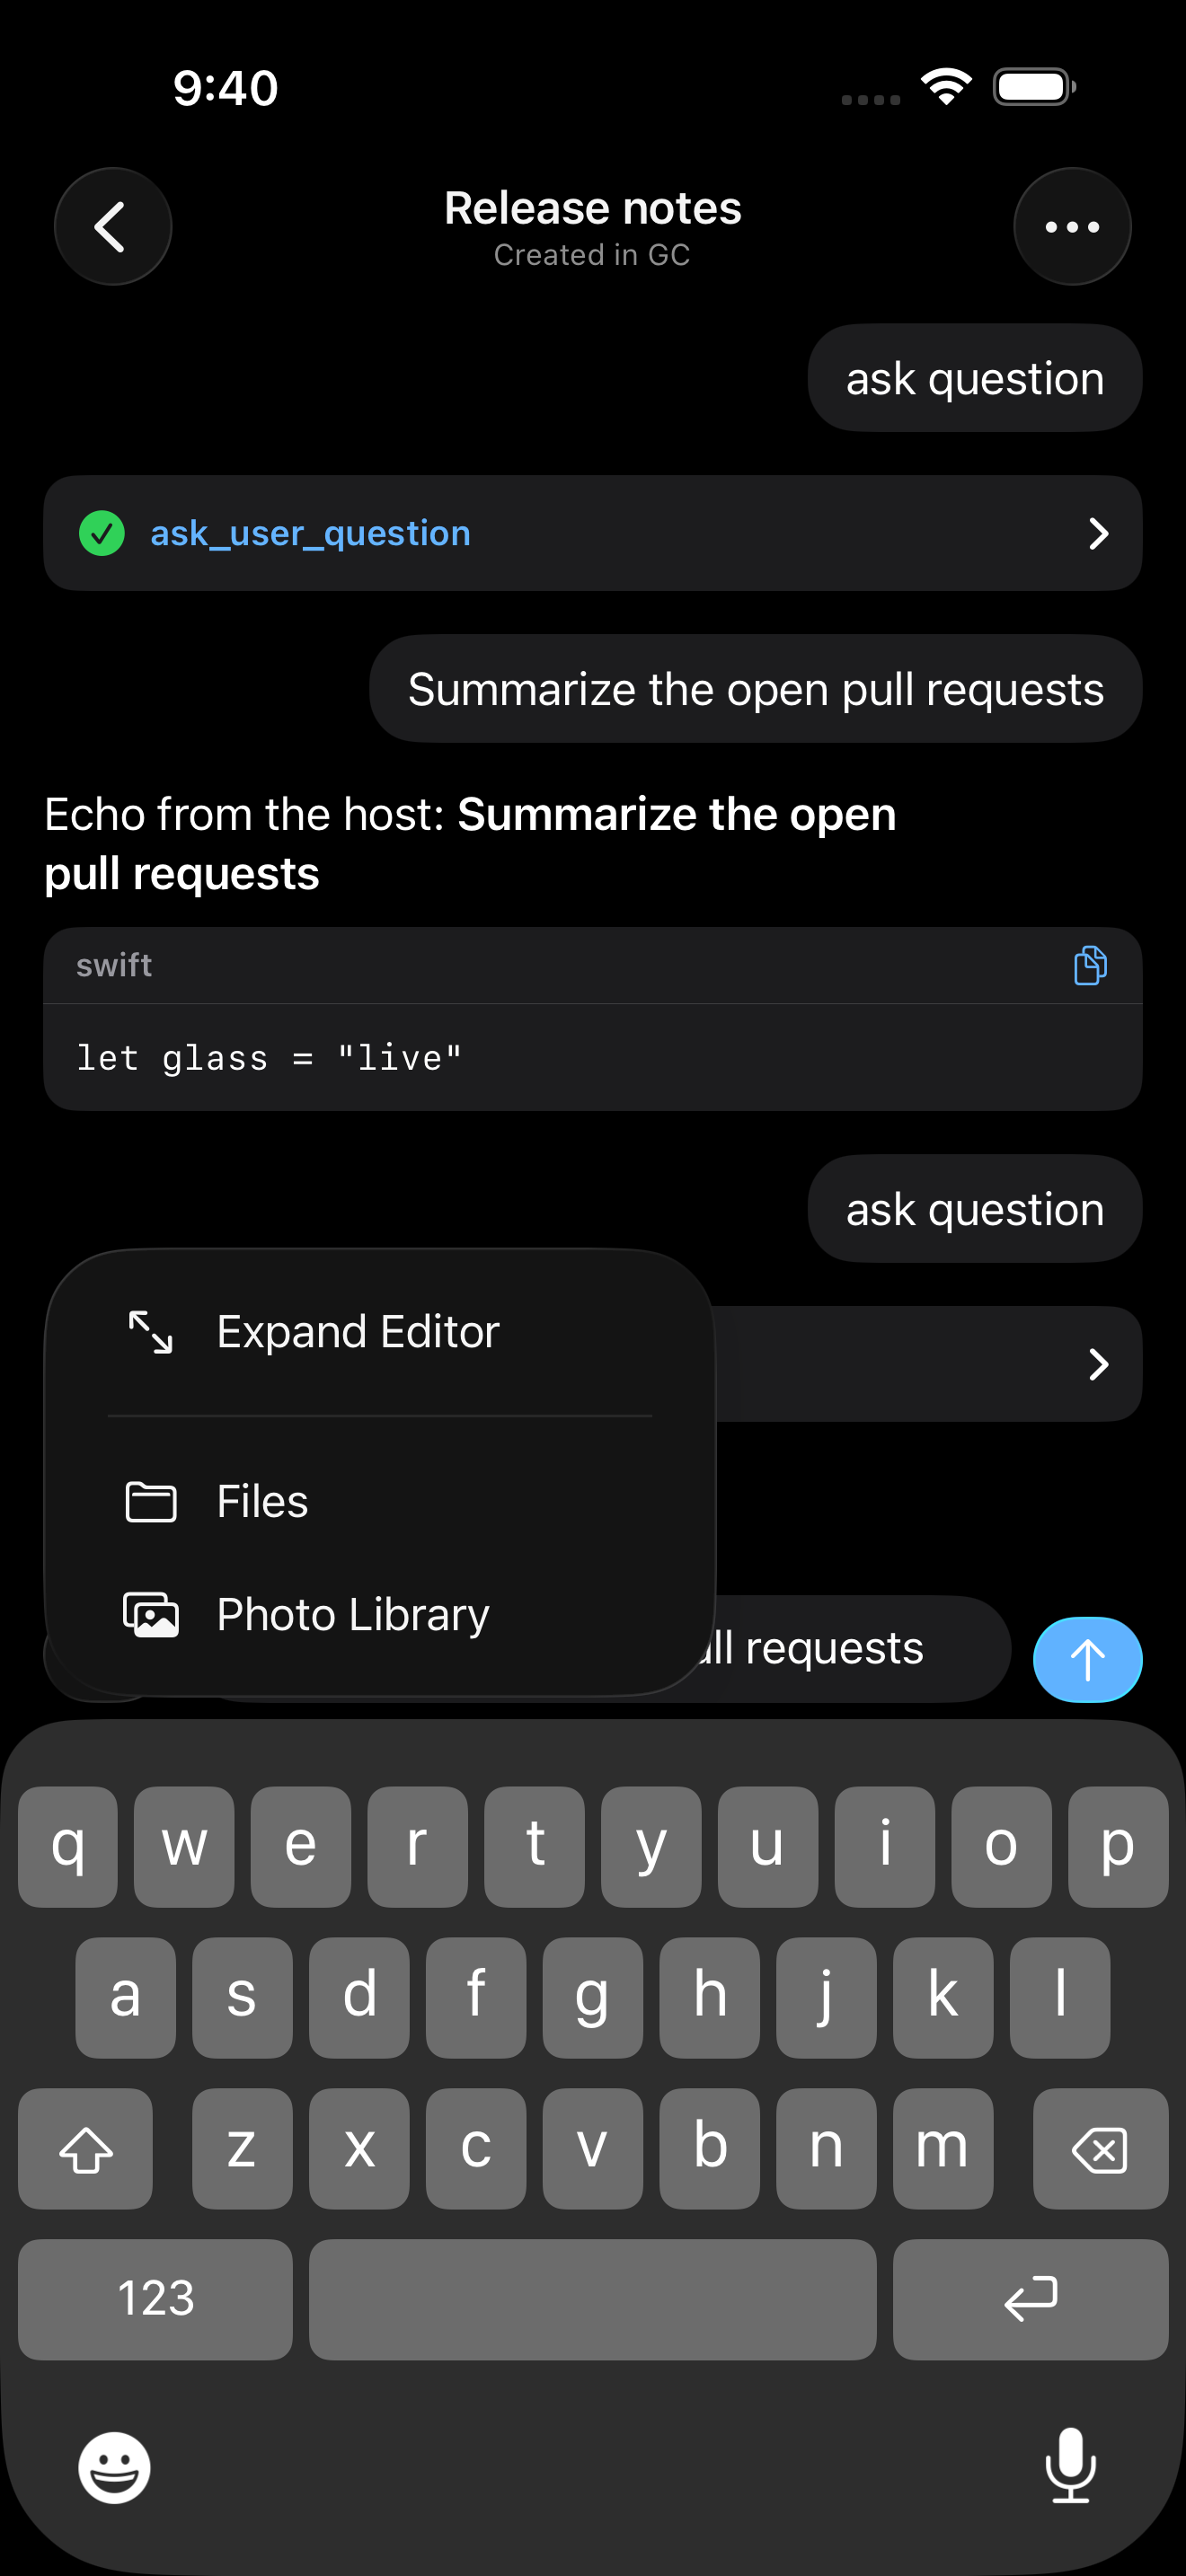 9:40
Release notes
Created in GC
ask question
ask_user_question
Summarize the open pull requests
Echo from the host: Summarize the open
pull requests
swift
let glass = "live"
ask question
Expand Editor
Files
Photo Library
requests
q w e r t y u i o p
a s d f g h j k l
z x c v b n m
123